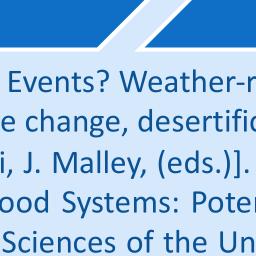 Events? Weather-r
e change, desertific
i, J. Malley, (eds.)].
ood Systems: Poter
Sciences of the Un